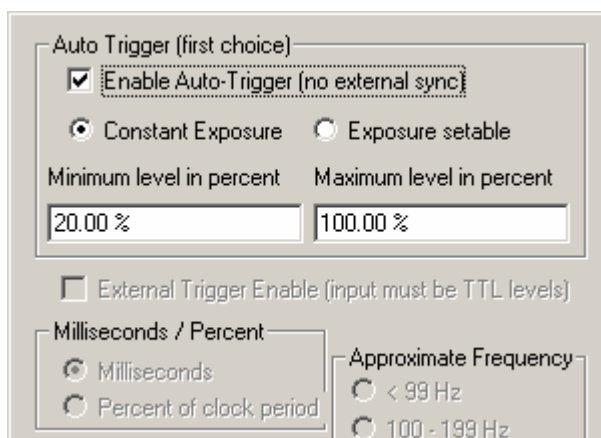 Auto Trigger (first choice)
Enable Auto-Trigger (no external sync)
Constant Exposure
Exposure setable
Minimum level in percent
Maximum level in percent
20.00 %
100.00 %
External Trigger Enable (input must be TTL levels)
Milliseconds / Percent
Milliseconds
Percent of clock period
Approximate Frequency
< 99 Hz
100 - 199 Hz